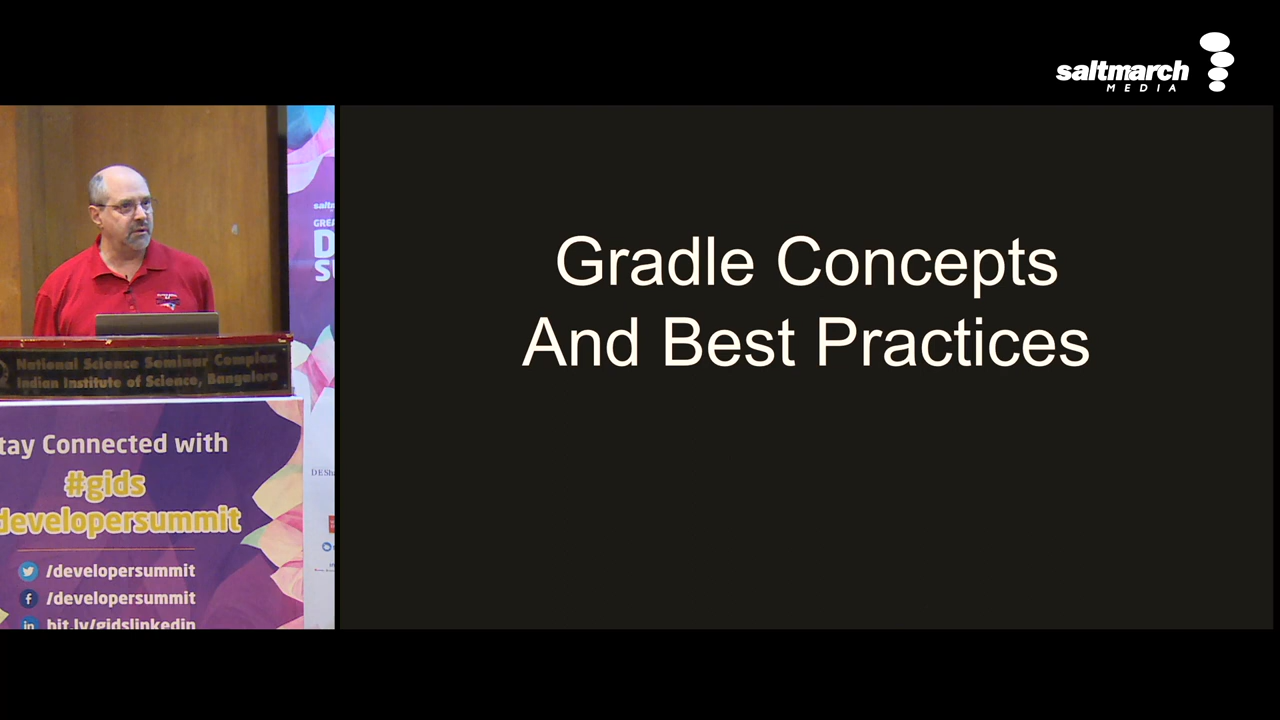 saltmarch
MEDIA
Gradle Concepts
And Best Practices
National Science Seminar Complex
Indian Institute of Science, Bangalore
tay Connected with
#gids
developersummit
/developersummit
/developersummit
bit.ly/gidslinkedin